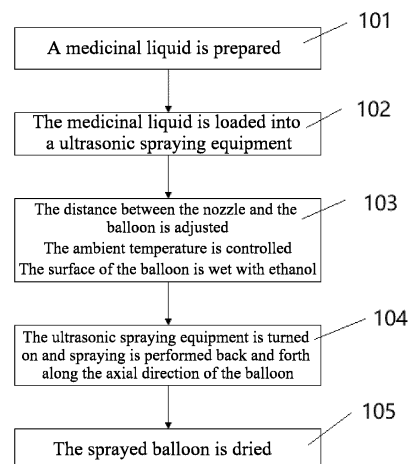 101
A medicinal liquid is prepared
102
The medicinal liquid is loaded into
a ultrasonic spraying equipment
103
The distance between the nozzle and the
balloon is adjusted
The ambient temperature is controlled
The surface of the balloon is wet with ethanol
104
The ultrasonic spraying equipment is turned
on and spraying is performed back and forth
along the axial direction of the balloon
105
The sprayed balloon is dried